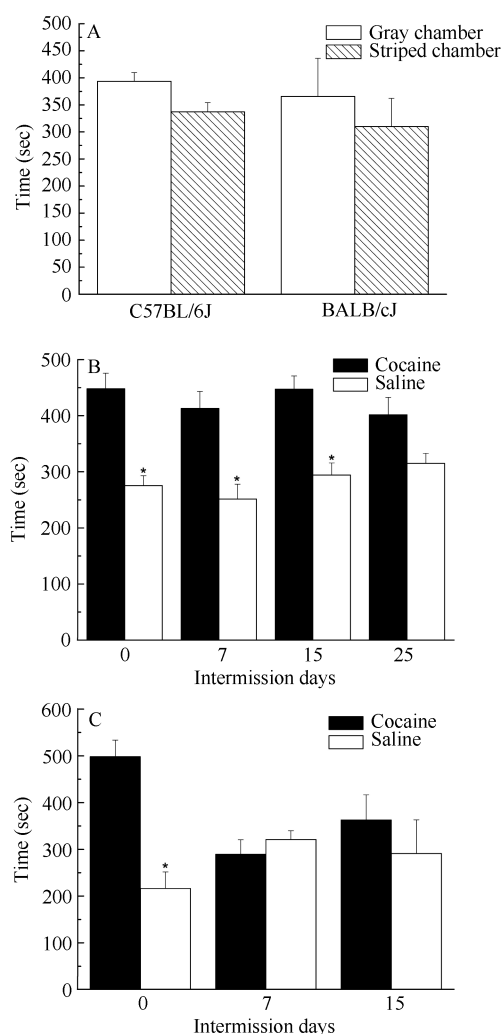 A
Gray chamber
Striped chamber
500
450
400
350
300
250
200
150
100
50
0
Time (sec)
C57BL/6J
BALB/cJ
B
Cocaine
Saline
500
400
300
200
100
0
Time (sec)
*
*
*
0
7
15
25
Intermission days
C
Cocaine
Saline
600
500
400
300
200
100
0
Time (sec)
*
0
7
15
Intermission days